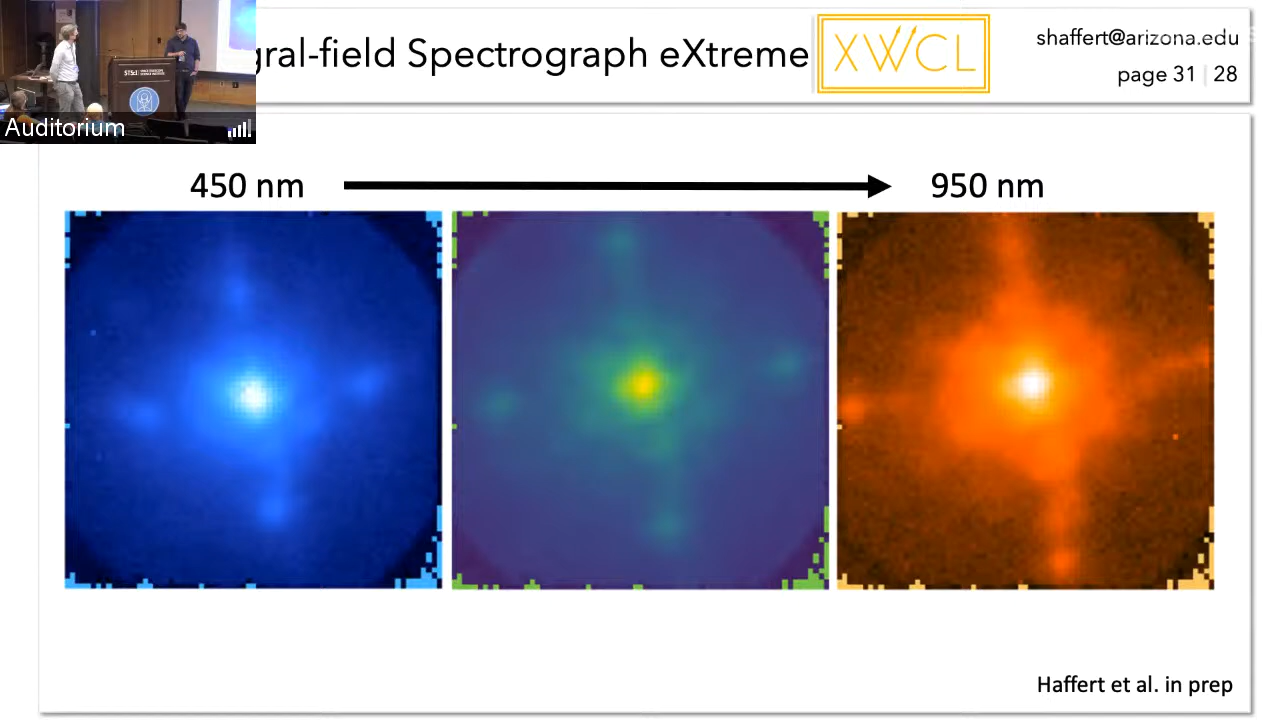 gral-field Spectrograph eXtreme
XWCL
shaffert@arizona.edu
page 31 | 28
STScI
Auditorium
450 nm
950 nm
Haffert et al. in prep